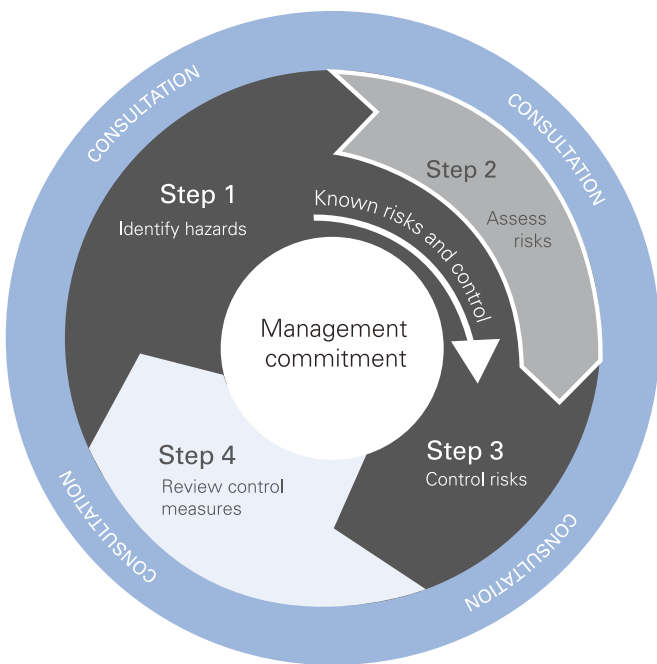 CONSULTATION
CONSULTATION
Step 1
Identify hazards
Step 2
Assess
risks
Known risks and control
Management
commitment
Step 3
Control risks
Step 4
Review control
measures
CONSULTATION
CONSULTATION